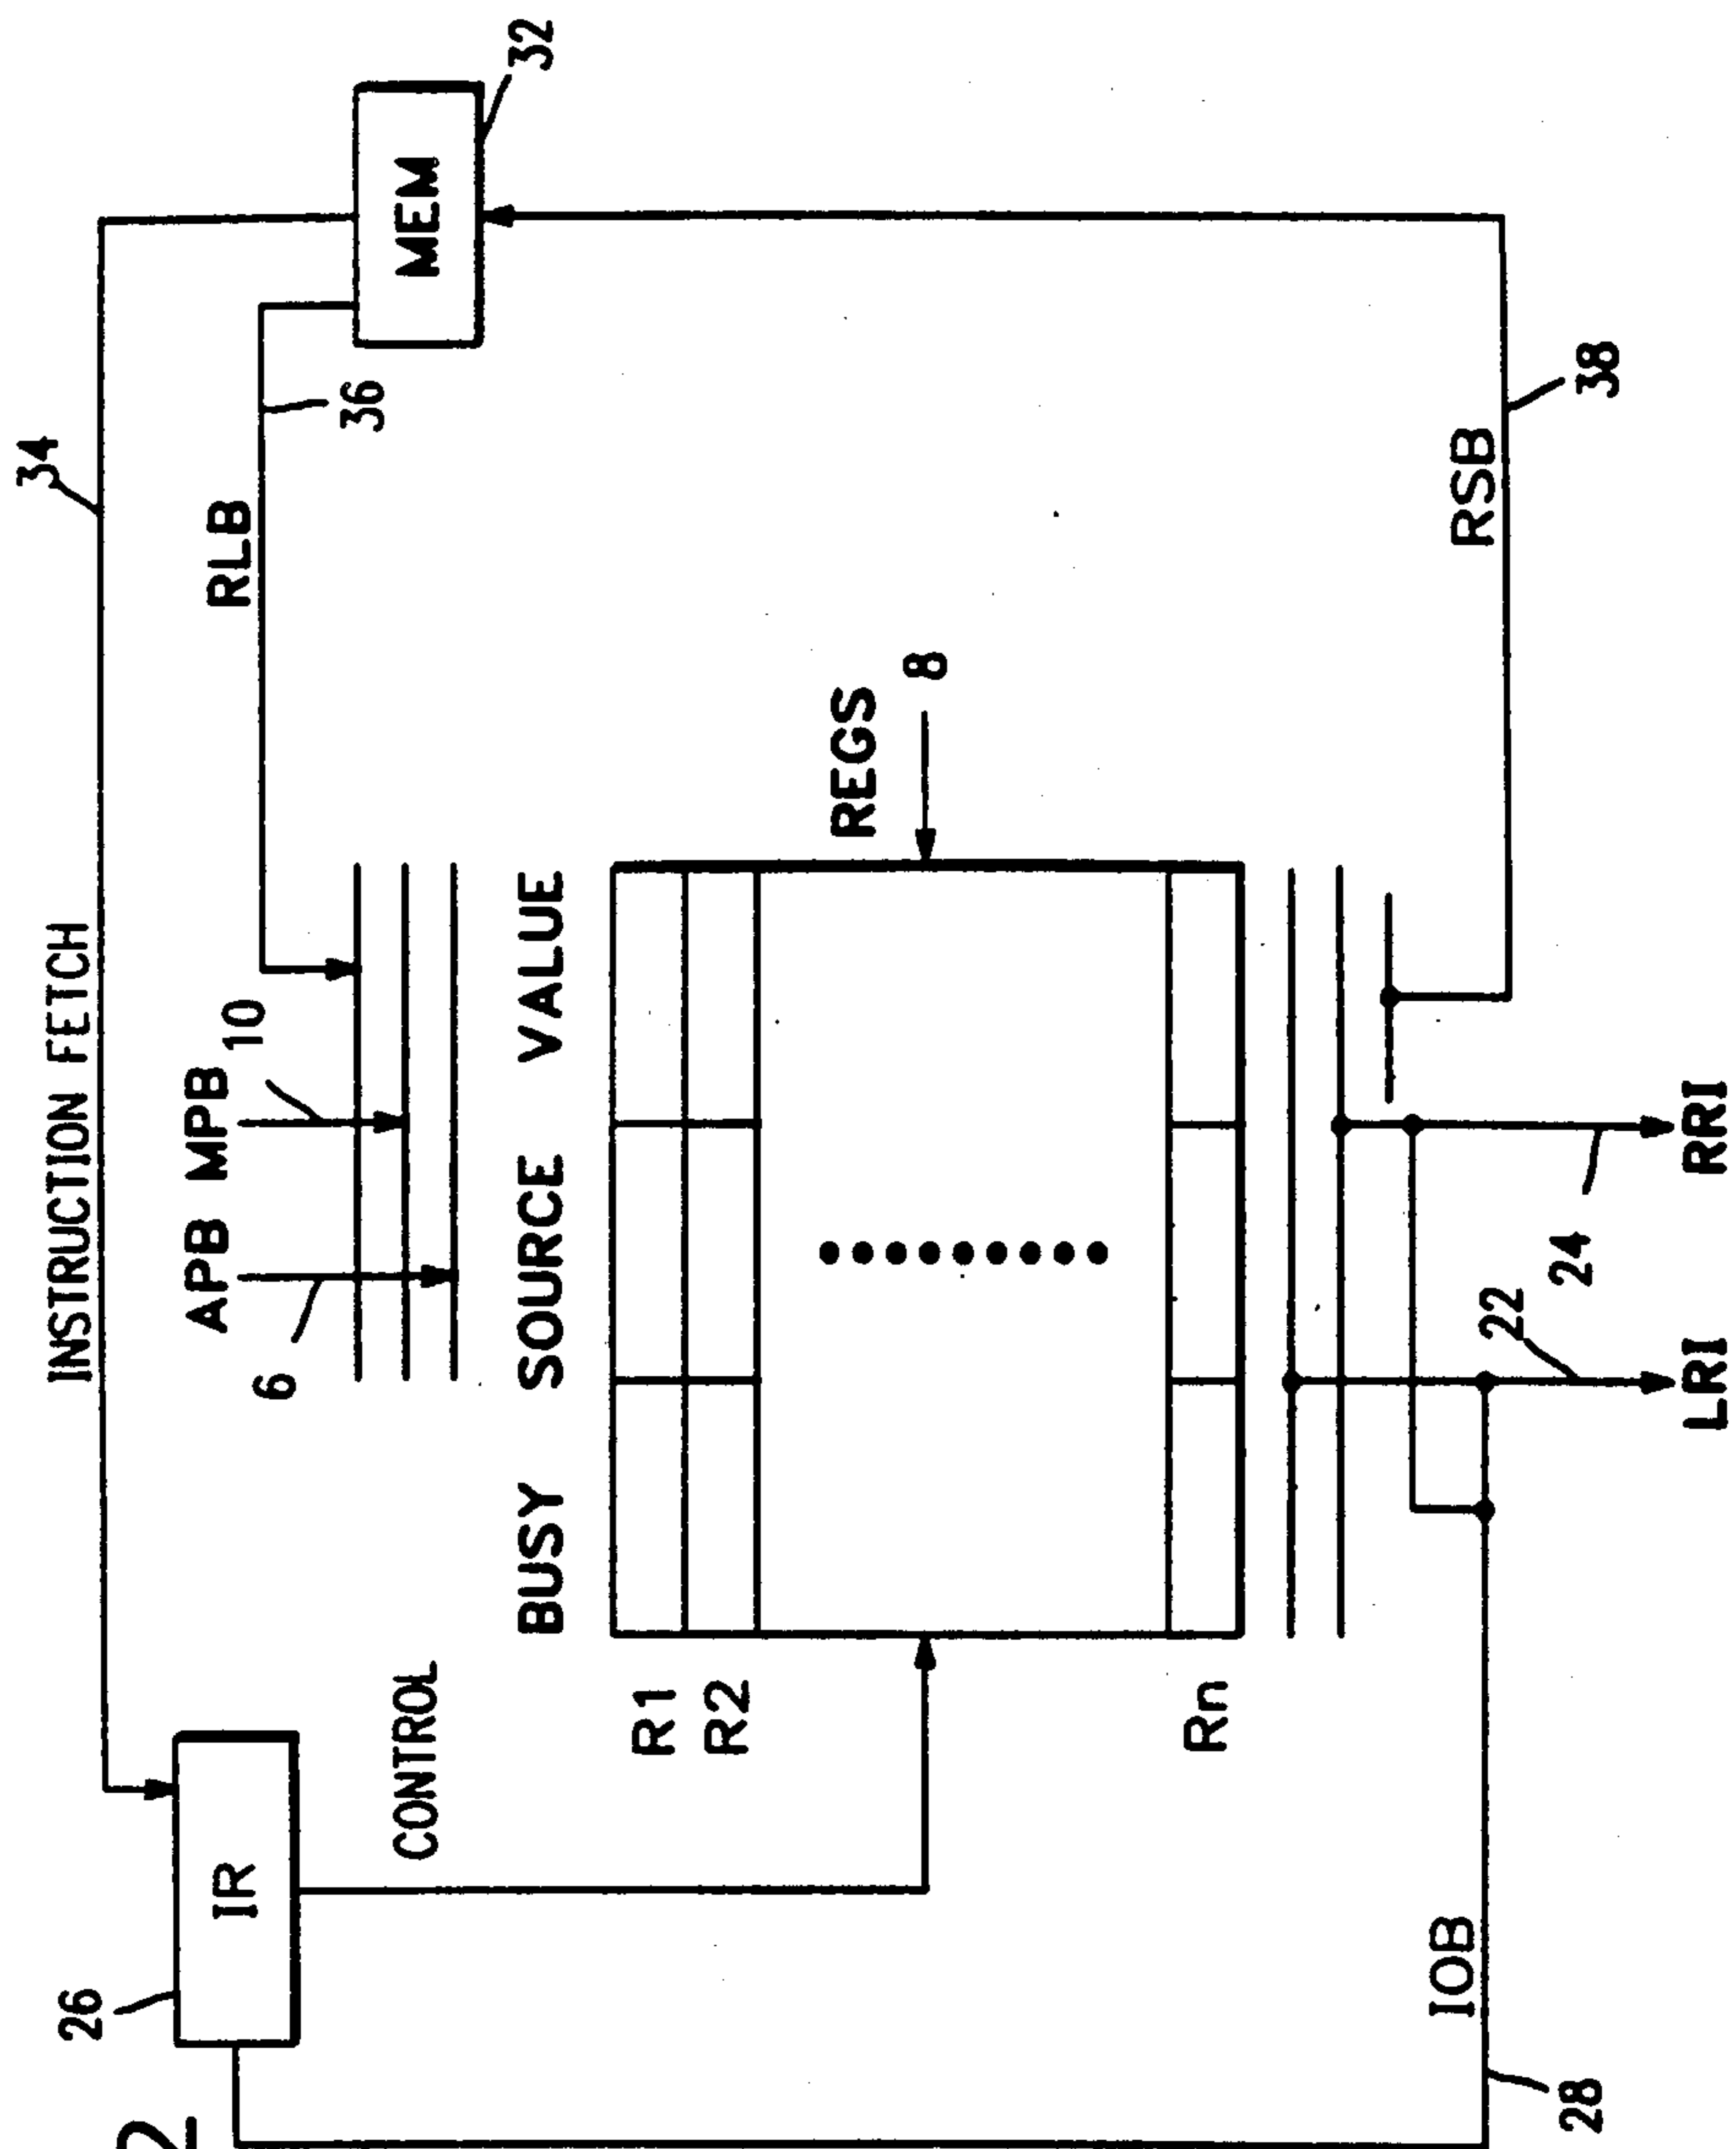 2
26
IR
INSTRUCTION FETCH
34
CONTROL
APB MPB
6
10
RLB
36
MEM
32
BUSY SOURCE VALUE
R1
R2
Rn
REGS
8
IOB
28
22
24
LRI
RRI
RSB
38